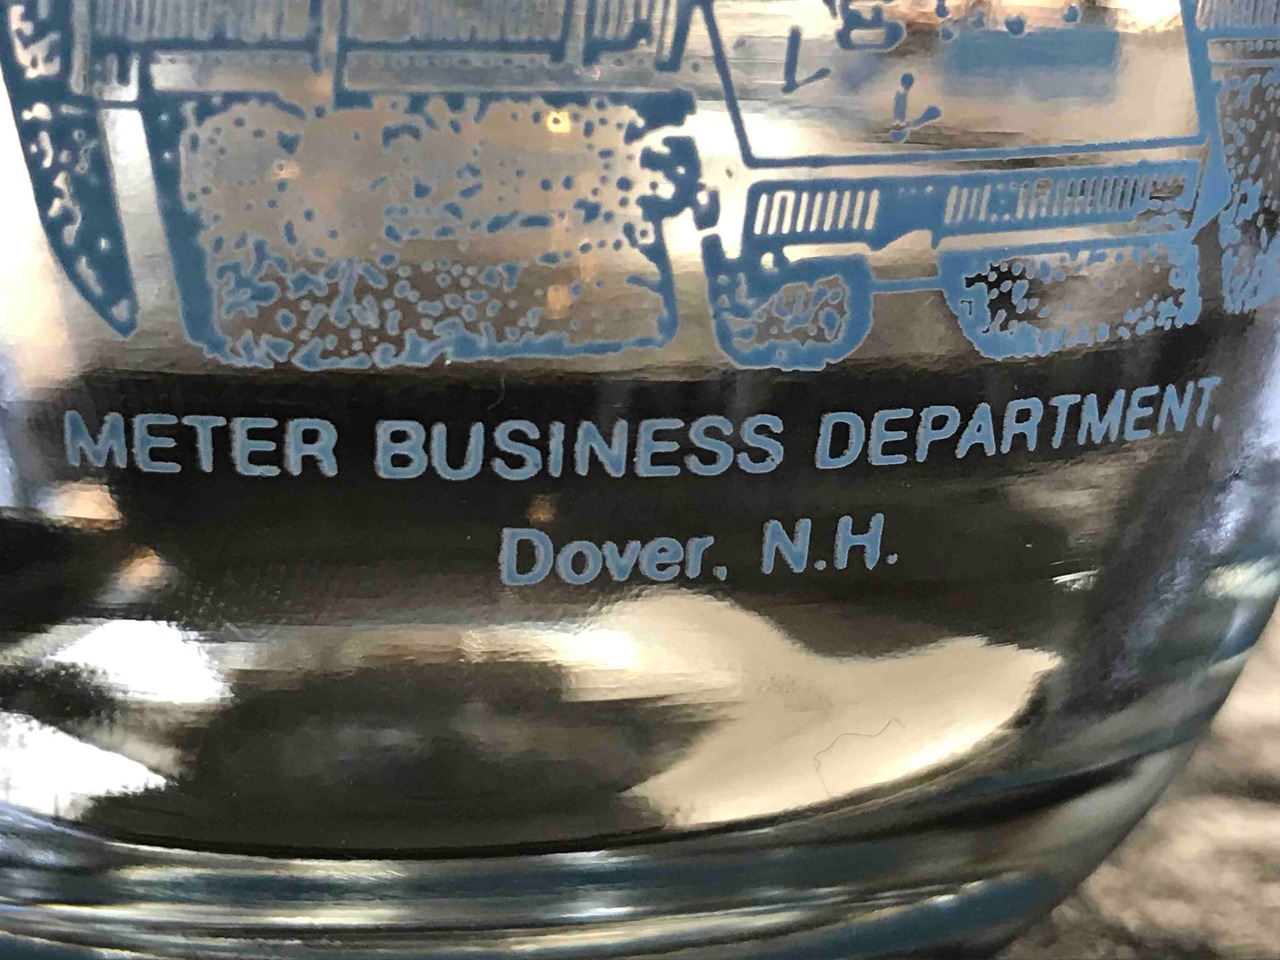 METER BUSINESS DEPARTMENT,
Dover, N.H.